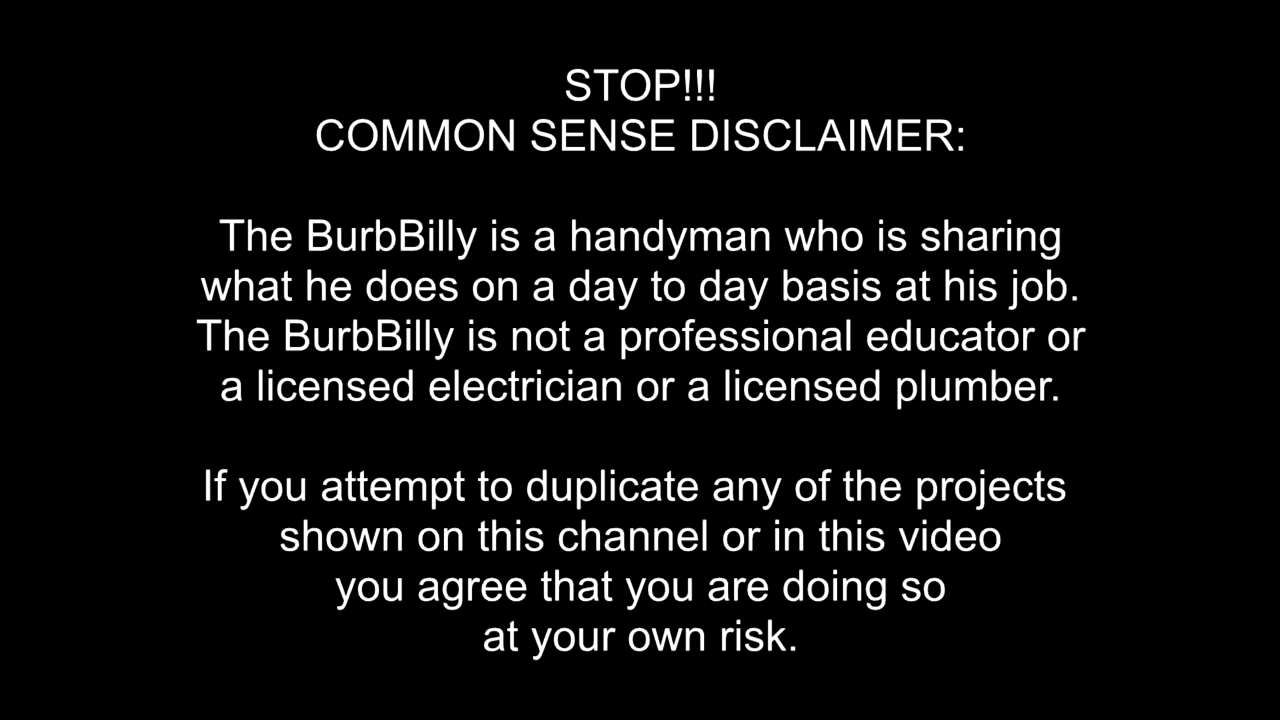 STOP!!!
COMMON SENSE DISCLAIMER:
The BurbBilly is a handyman who is sharing
what he does on a day to day basis at his job.
The BurbBilly is not a professional educator or
a licensed electrician or a licensed plumber.
If you attempt to duplicate any of the projects
shown on this channel or in this video
you agree that you are doing so
at your own risk.